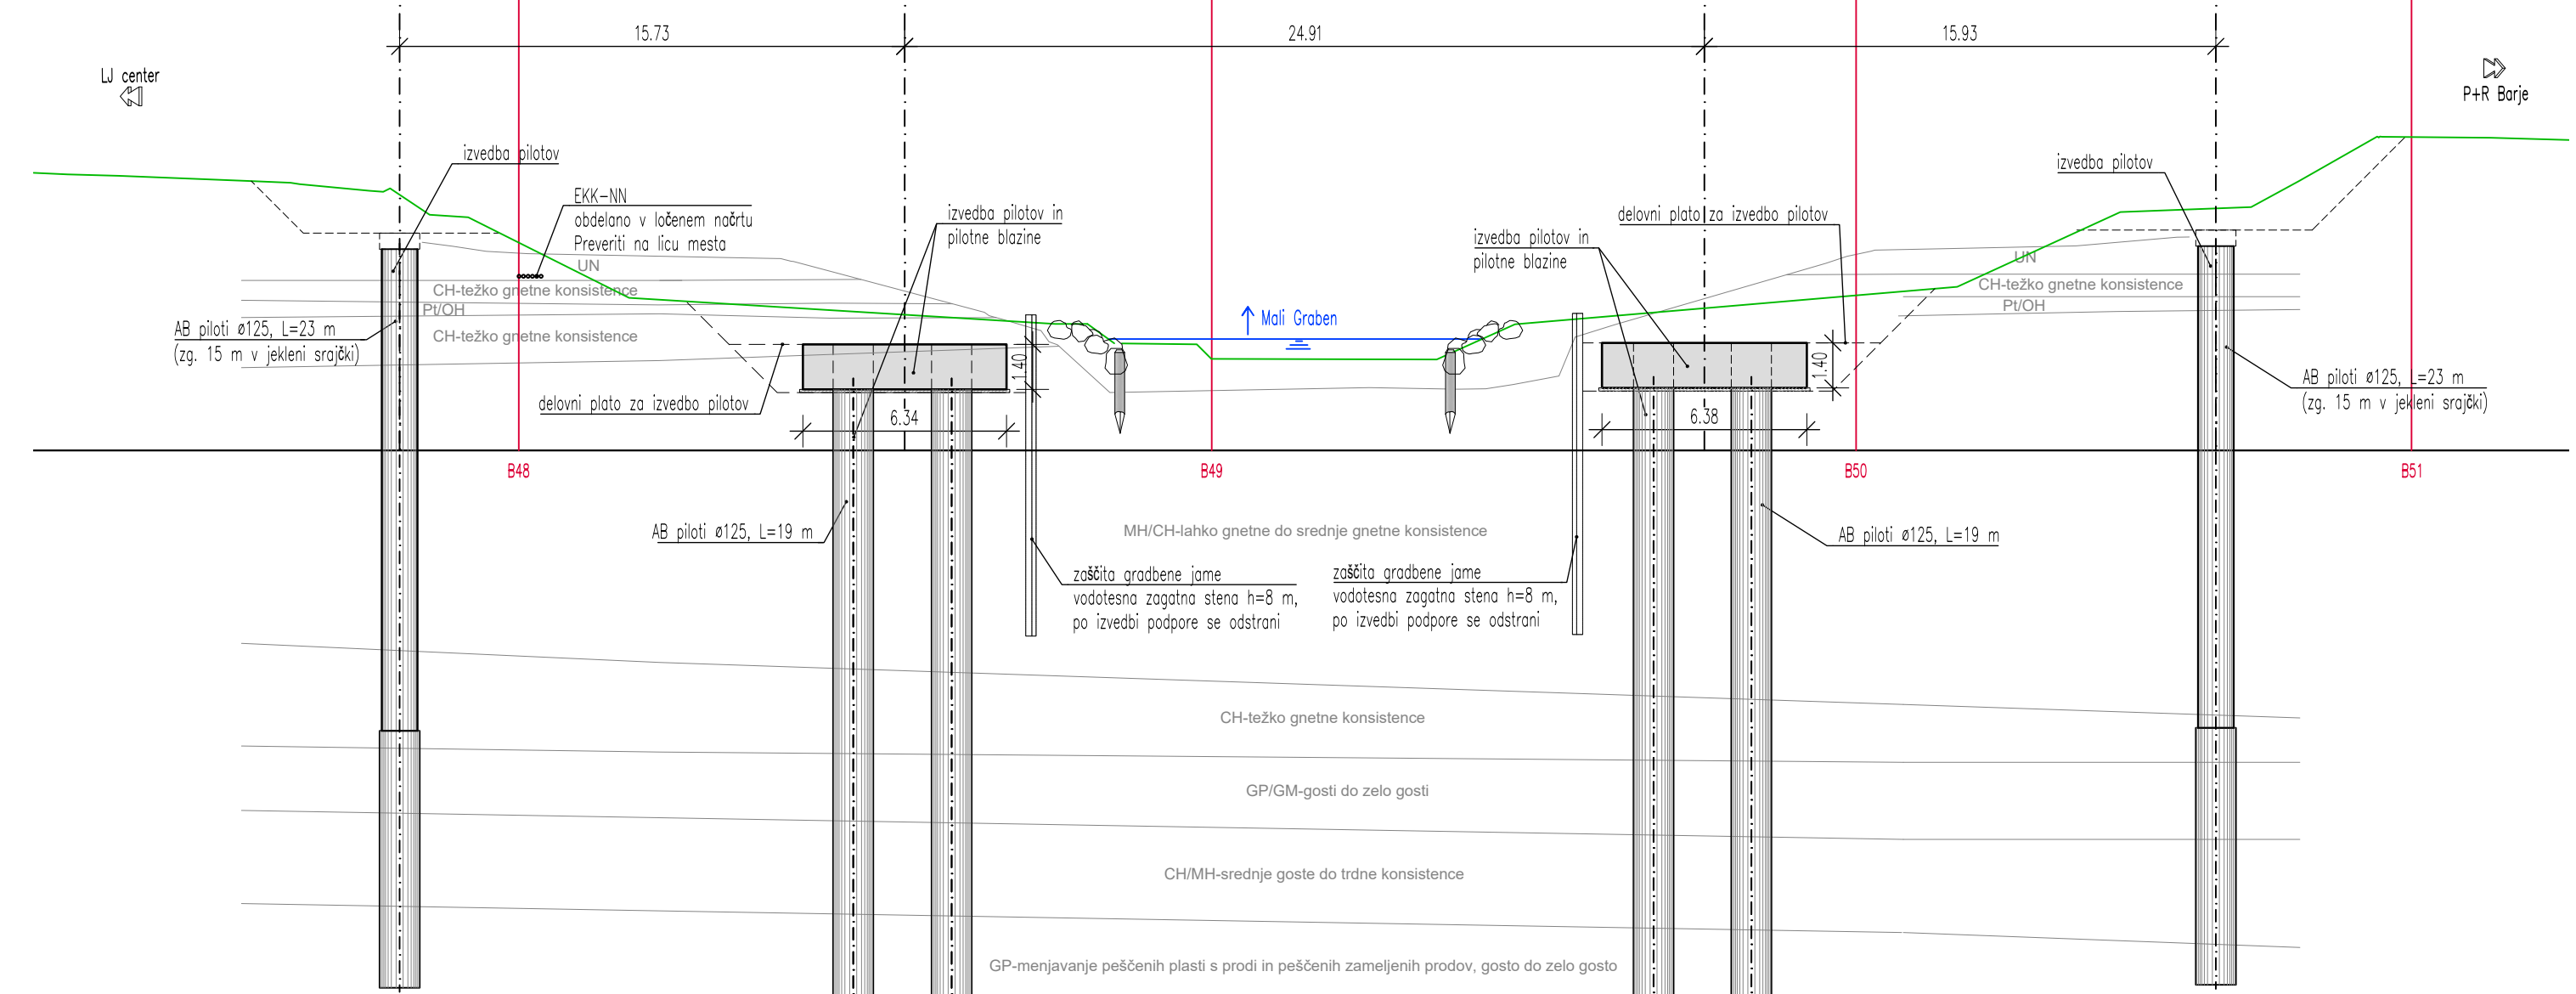 15.73
24.91
15.93
LJ center
P+R Barje
izvedba pilotov
EKK-NN
obdelano v ločenem načrtu
Preveriti na licu mesta
izvedba pilotov in
pilotne blazine
izvedba pilotov in
pilotne blazine
delovni plato za izvedbo pilotov
izvedba pilotov
UN
CH-težko gnetne konsistence
Pt/OH
CH-težko gnetne konsistence
UN
CH-težko gnetne konsistence
Pt/OH
Mali Graben
AB piloti ø125, L=23 m
(zg. 15 m v jekleni srajčki)
1.40
1.40
AB piloti ø125, L=23 m
(zg. 15 m v jekleni srajčki)
delovni plato za izvedbo pilotov
6.34
6.38
B48
B49
B50
B51
AB piloti ø125, L=19 m
MH/CH-lahko gnetne do srednje gnetne konsistence
AB piloti ø125, L=19 m
zaščita gradbene jame
vodotesna zagatna stena h=8 m,
po izvedbi podpore se odstrani
zaščita gradbene jame
vodotesna zagatna stena h=8 m,
po izvedbi podpore se odstrani
CH-težko gnetne konsistence
GP/GM-gosti do zelo gosti
CH/MH-srednje goste do trdne konsistence
GP-menjavanje peščenih plasti s prodi in peščenih zameljenih prodov, gosto do zelo gosto